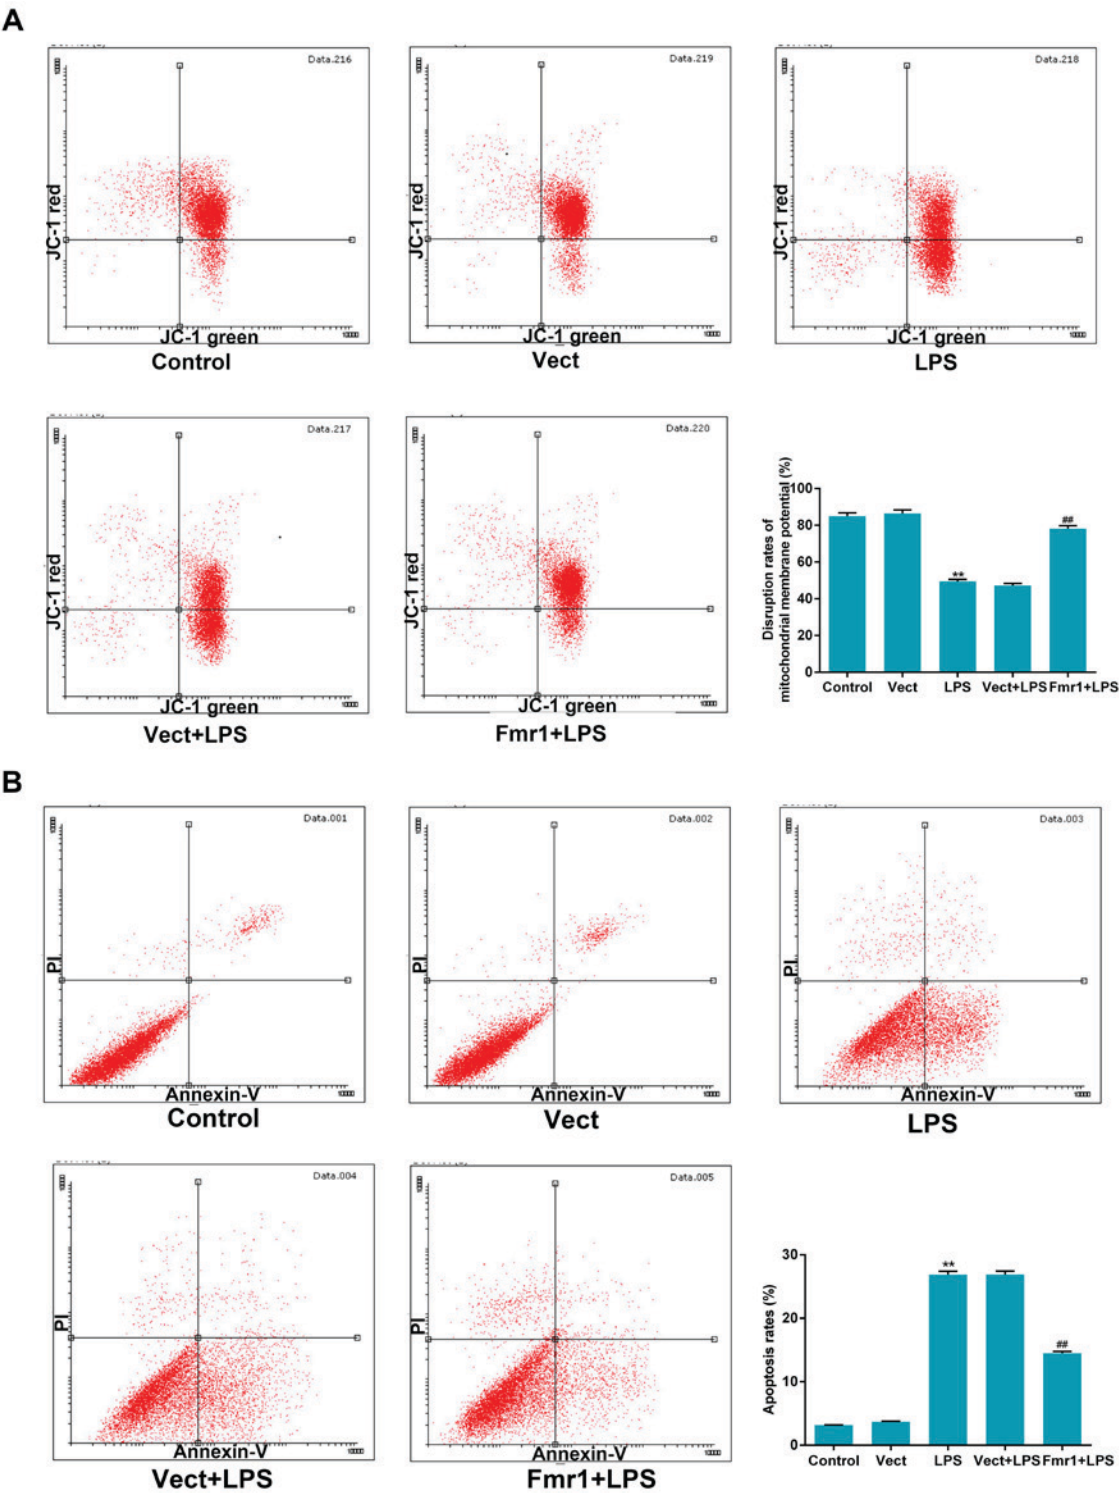 A
Data.216
JC-1 red
JC-1 green
Control
Data.219
JC-1 red
JC-1 green
Vect
Data.218
JC-1 red
JC-1 green
LPS
Data.217
JC-1 red
JC-1 green
Vect+LPS
Data.220
JC-1 red
JC-1 green
Fmr1+LPS
Disruption rates of
mitochondrial membrane potential (%)
100
80
60
40
20
0
**
##
Control Vect LPS Vect+LPS Fmr1+LPS
B
Data.001
PI
Annexin-V
Control
Data.002
PI
Annexin-V
Vect
Data.003
PI
Annexin-V
LPS
Data.004
PI
Annexin-V
Vect+LPS
Data.005
PI
Annexin-V
Fmr1+LPS
Apoptosis rates (%)
30
20
10
0
**
##
Control Vect LPS Vect+LPS Fmr1+LPS